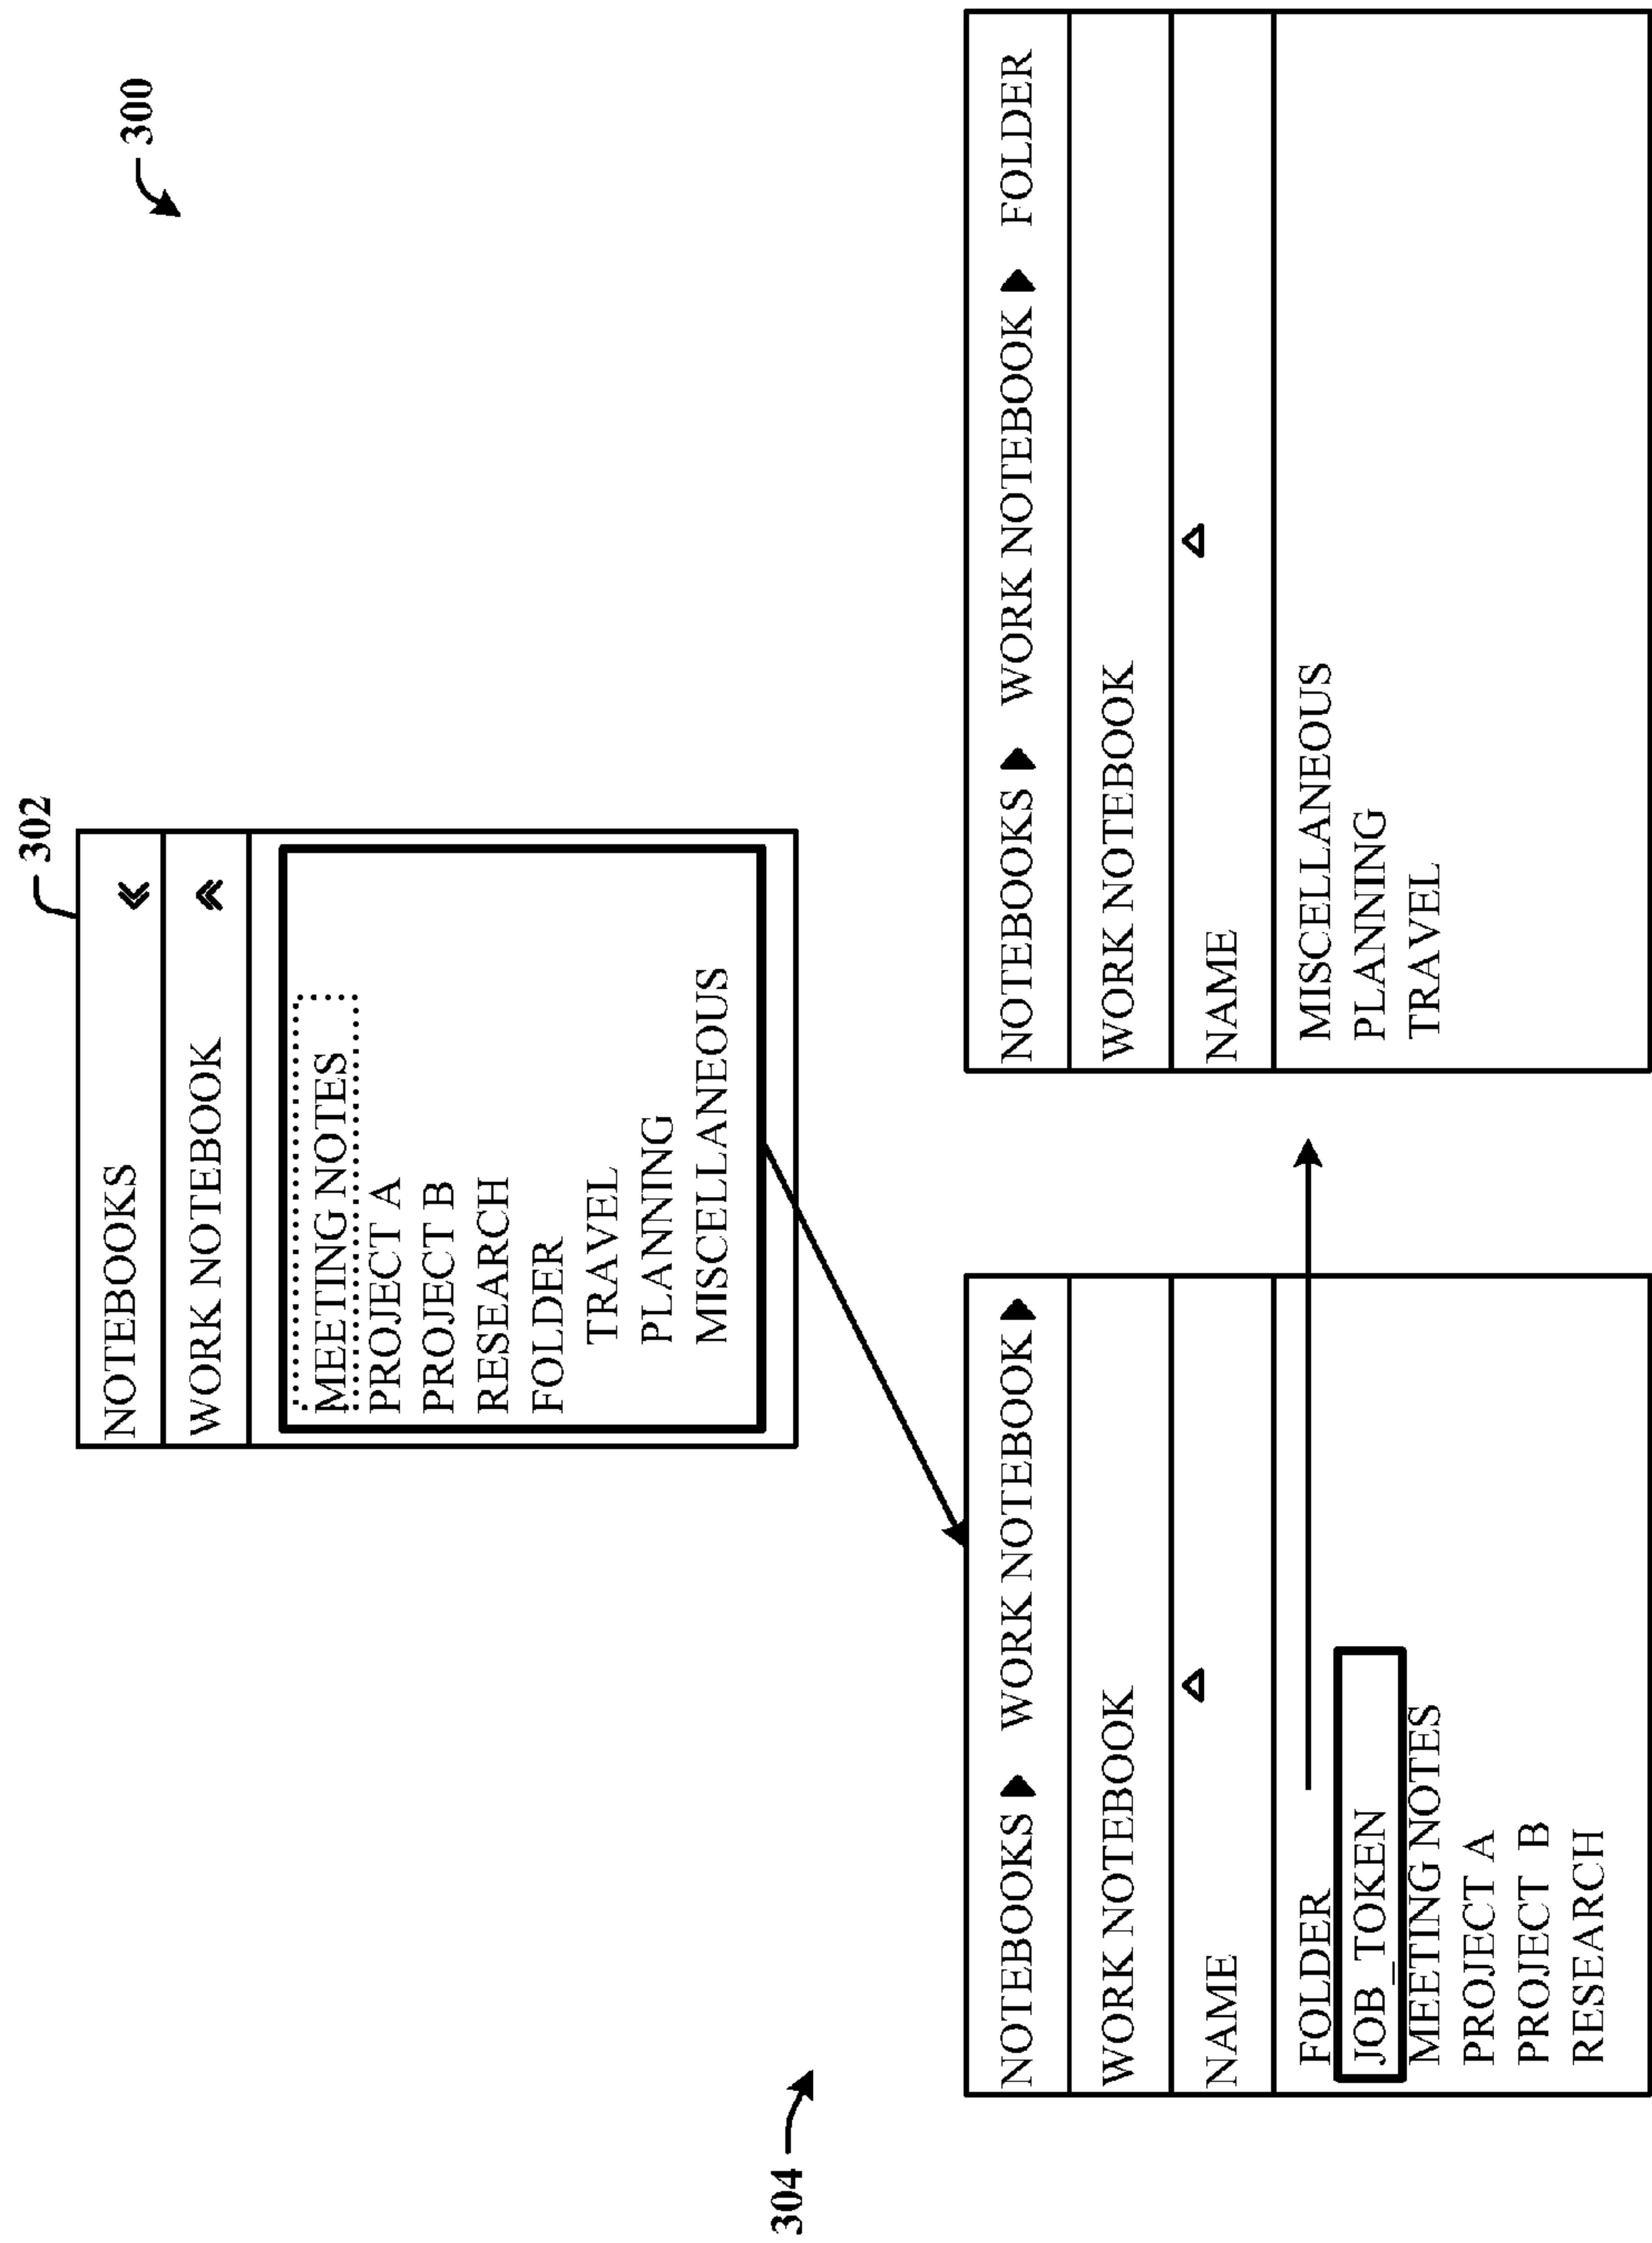 300
302
NOTEBOOKS
WORK NOTEBOOK
MEETING NOTES
PROJECT A
PROJECT B
RESEARCH
FOLDER
TRAVEL
PLANNING
MISCELLANEOUS
304
NOTEBOOKS ▶ WORK NOTEBOOK ▶
WORK NOTEBOOK
NAME
FOLDER
JOB_TOKEN
MEETING NOTES
PROJECT A
PROJECT B
RESEARCH
NOTEBOOKS ▶ WORK NOTEBOOK ▶ FOLDER
WORK NOTEBOOK
NAME
MISCELLANEOUS
PLANNING
TRAVEL